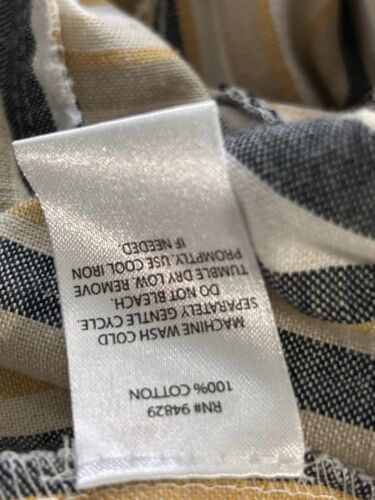 RN# 94829
100% COTTON
MACHINE WASH COLD
SEPARATELY GENTLE CYCLE.
DO NOT BLEACH.
TUMBLE DRY LOW, REMOVE
PROMPTLY. USE COOL IRON
IF NEEDED.